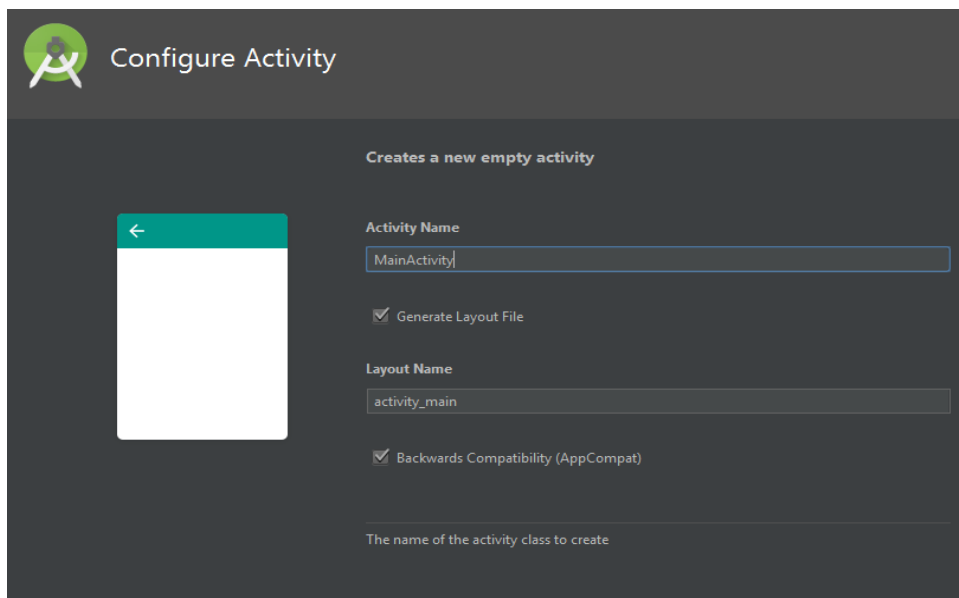 Configure Activity
Creates a new empty activity
Activity Name
MainActivity
Generate Layout File
Layout Name
activity_main
Backwards Compatibility (AppCompat)
The name of the activity class to create